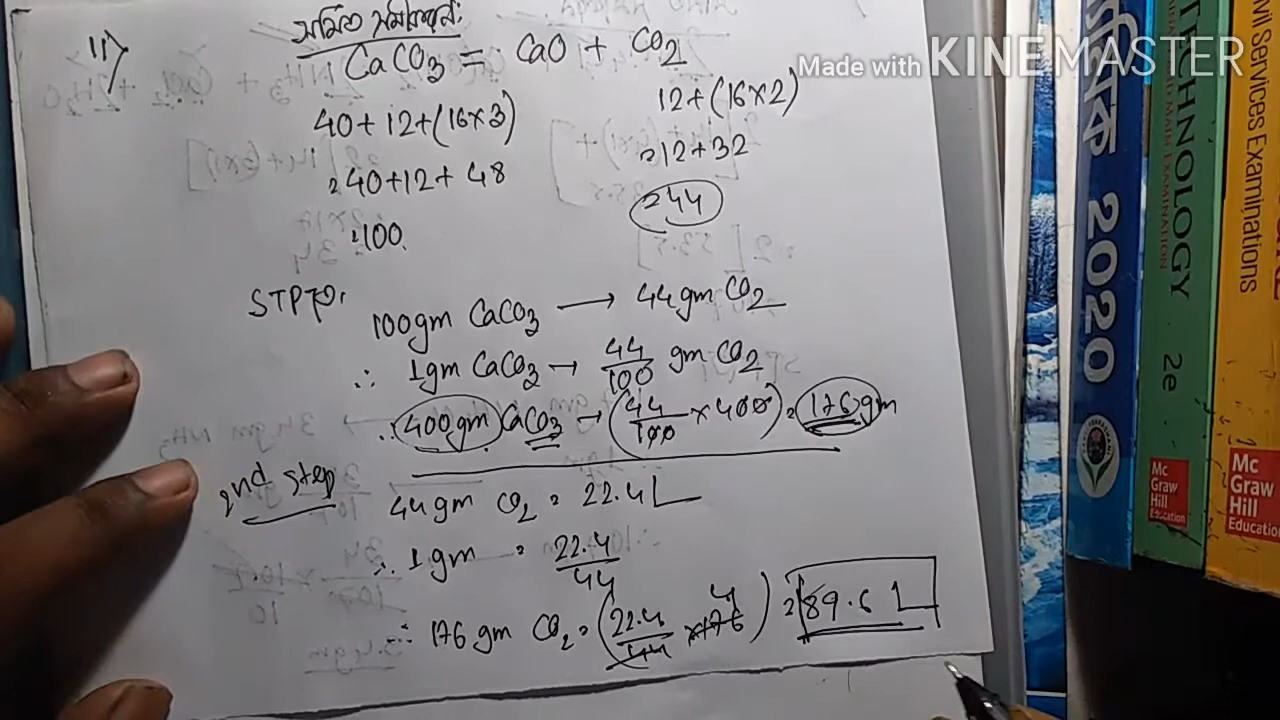 11) সমিত সমীকরণ:
CaCO3 = CaO + CO2
40+12+(16×3)
= 40+12+48
= 100.
12+(16×2)
= 12+32
= 44
STPতে,
100gm CaCO3 → 44gm CO2
∴ 1gm CaCO3 → 44/100 gm CO2
∴ 400gm CaCO3 → (44/100 × 400) = 176gm
2nd step
44gm CO2 = 22.4L
∴ 1gm = 22.4/44
∴ 176 gm CO2 = (22.4/44 × 176) 4 = 89.6 L
Made with KINEMASTER
2020
TECHNOLOGY 2e
Civil Services Examinations
Mc Graw Hill Education
Mc Graw Hill Education